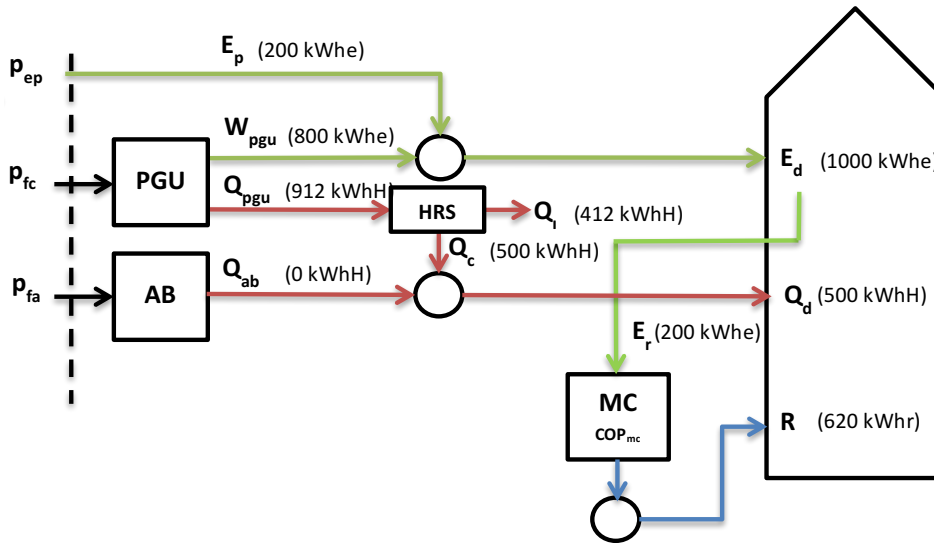 E_p (200 kWhe)
p_ep
W_pgu (800 kWhe)
PGU
E_d (1000 kWhe)
p_fc
Q_pgu (912 kWhH)
HRS
Q_l (412 kWhH)
Q_c (500 kWhH)
Q_ab (0 kWhH)
p_fa
AB
Q_d (500 kWhH)
E_r (200 kWhe)
MC
COP_mc
R (620 kWhr)